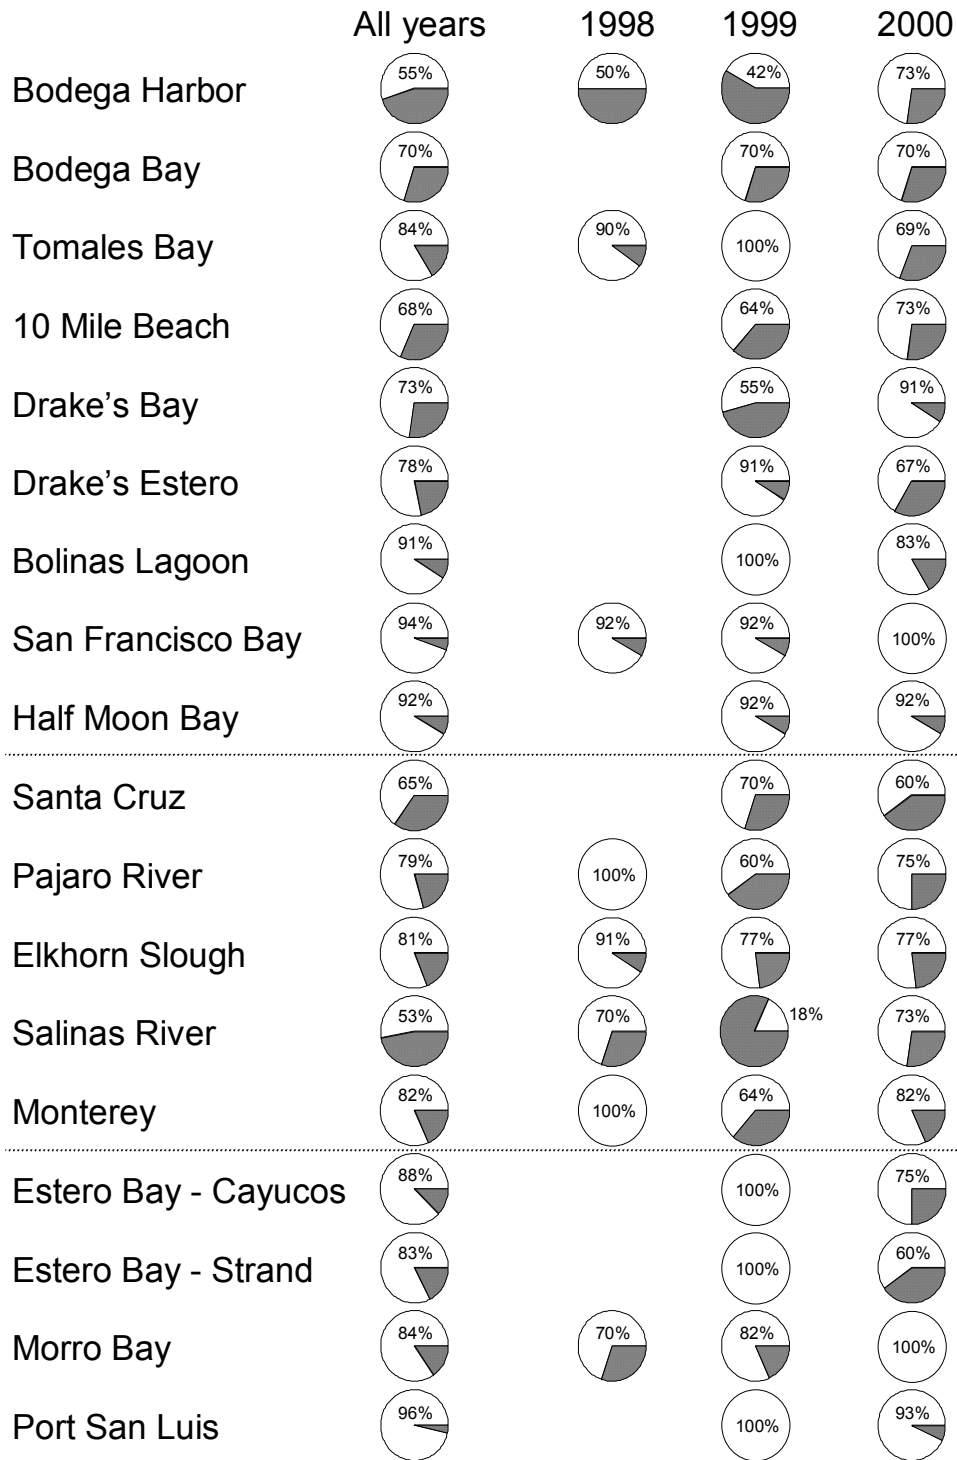 All years 1998 1999 2000
Bodega Harbor 55% 50% 42% 73%
Bodega Bay 70% 70% 70%
Tomales Bay 84% 90% 100% 69%
10 Mile Beach 68% 64% 73%
Drake’s Bay 73% 55% 91%
Drake’s Estero 78% 91% 67%
Bolinas Lagoon 91% 100% 83%
San Francisco Bay 94% 92% 92% 100%
Half Moon Bay 92% 92% 92%
Santa Cruz 65% 70% 60%
Pajaro River 79% 100% 60% 75%
Elkhorn Slough 81% 91% 77% 77%
Salinas River 53% 70% 18% 73%
Monterey 82% 100% 64% 82%
Estero Bay - Cayucos 88% 100% 75%
Estero Bay - Strand 83% 100% 60%
Morro Bay 84% 70% 82% 100%
Port San Luis 96% 100% 93%